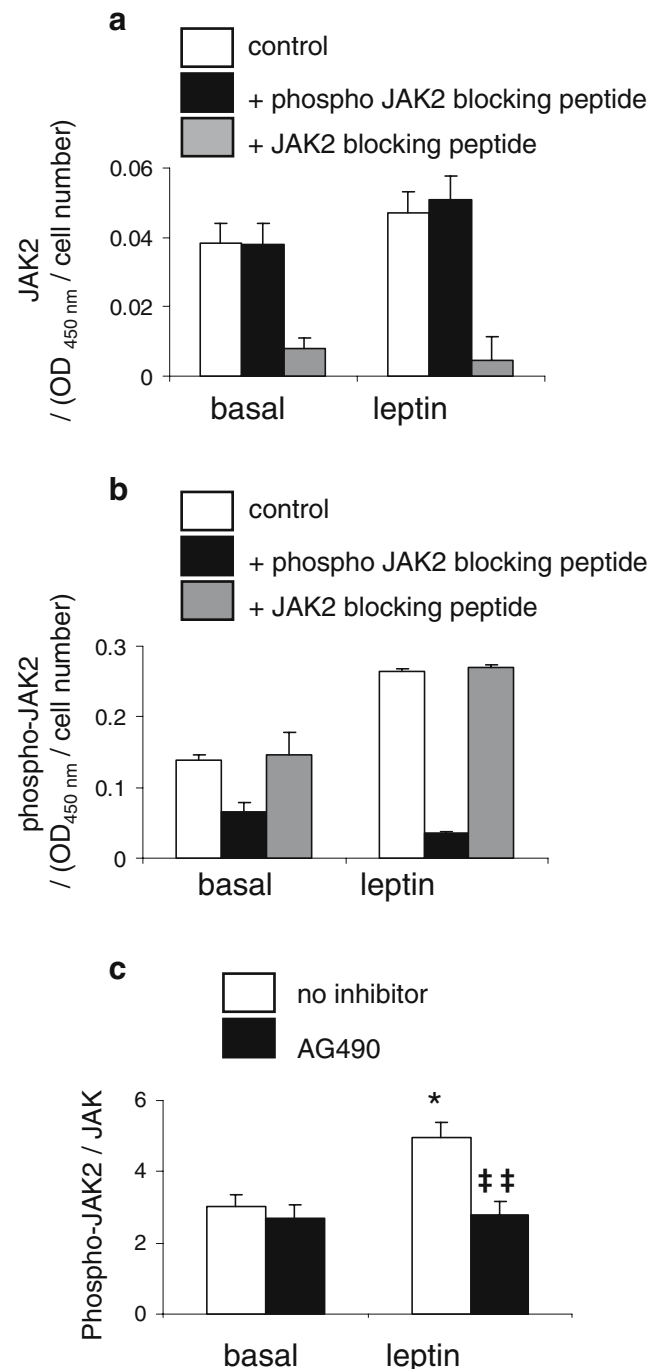 a
control
+ phospho JAK2 blocking peptide
+ JAK2 blocking peptide
JAK2
/ (OD 450 nm / cell number)
0.06
0.04
0.02
0
basal leptin
b
control
+ phospho JAK2 blocking peptide
+ JAK2 blocking peptide
phospho-JAK2
/ (OD450 nm / cell number)
0.3
0.2
0.1
0
basal leptin
c
no inhibitor
AG490
Phospho-JAK2 / JAK
6
4
2
0
*
‡ ‡
basal leptin